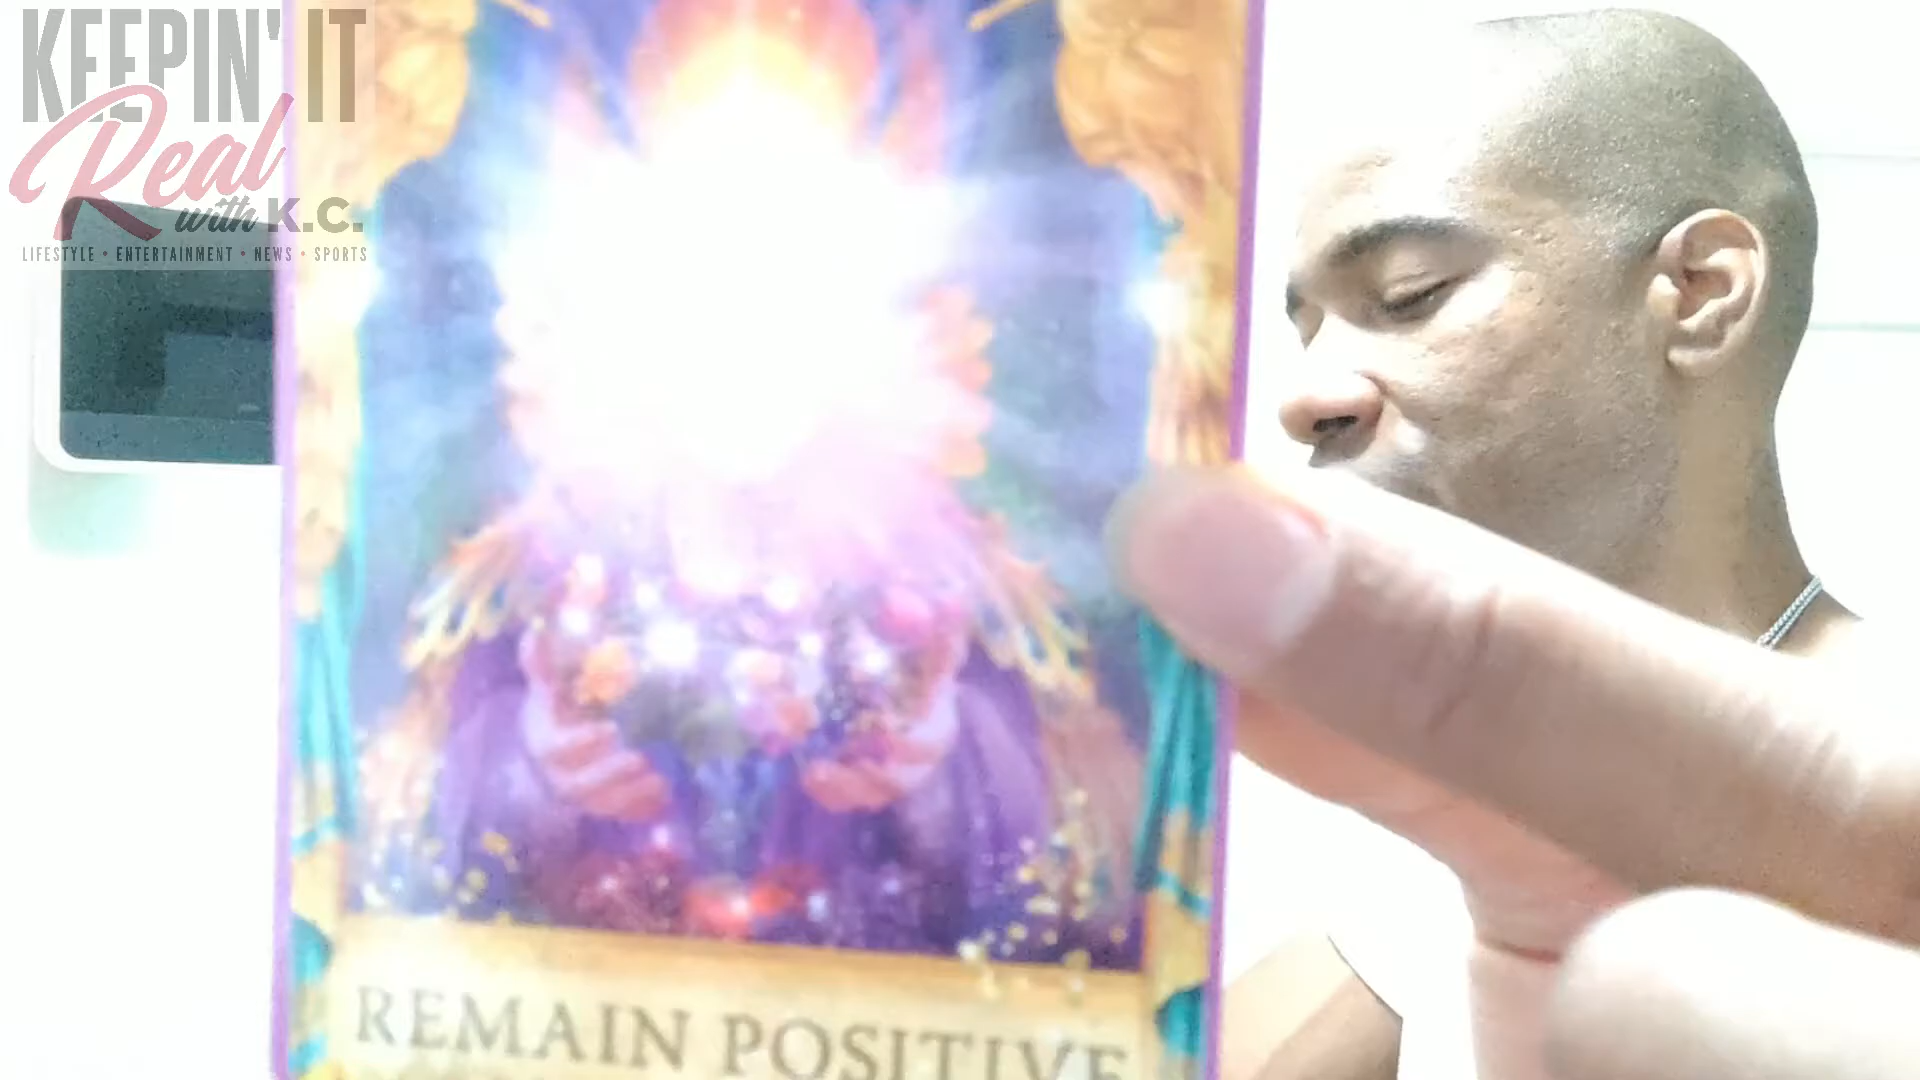 KEEPIN' IT
Real
with K.C.
LIFESTYLE • ENTERTAINMENT • NEWS • SPORTS
REMAIN POSITIVE